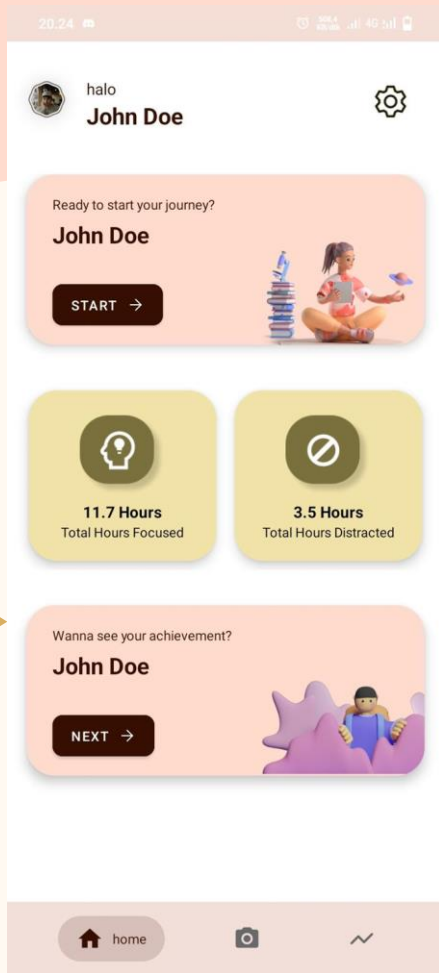 20.24
4G
halo
John Doe
Ready to start your journey?
John Doe
START
11.7 Hours
Total Hours Focused
3.5 Hours
Total Hours Distracted
Wanna see your achievement?
John Doe
NEXT
home